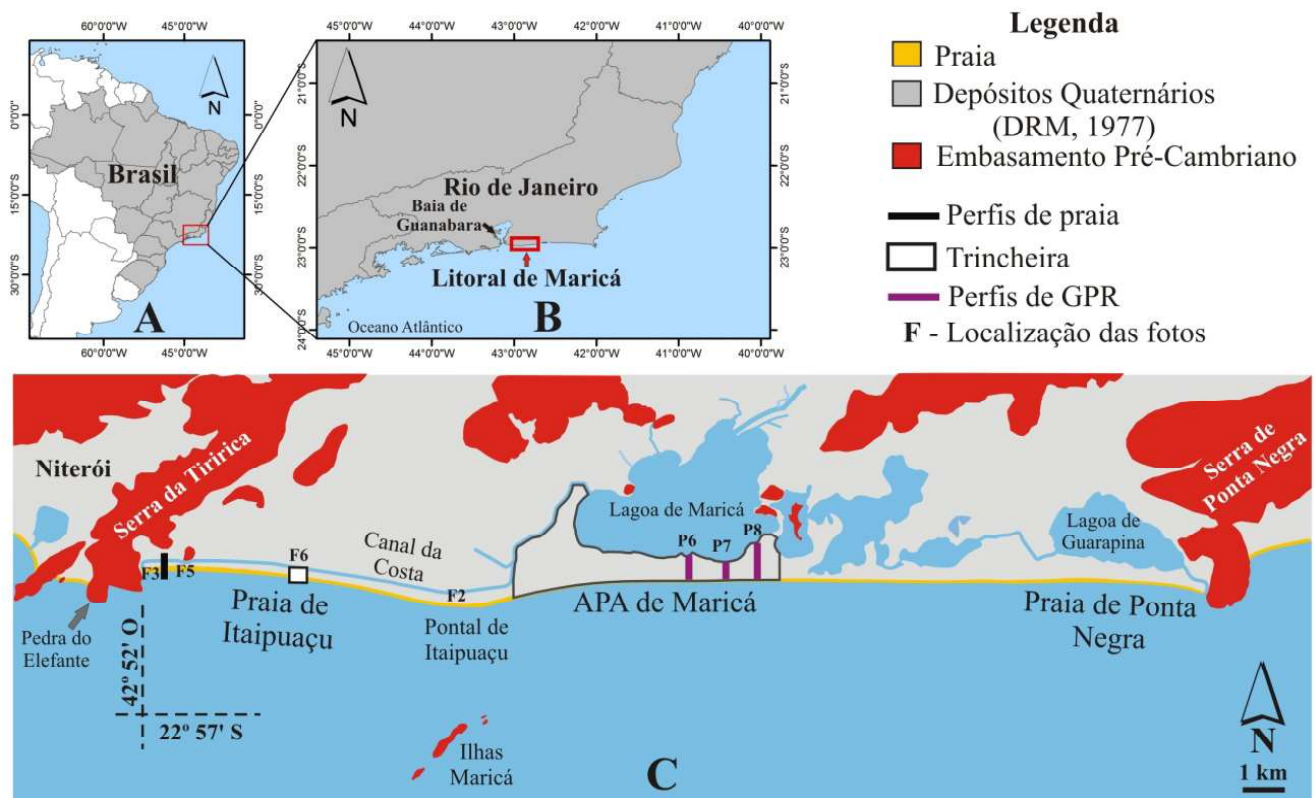 60°0'0"W 45°0'0"W
0°0'0"
15°0'0"S
30°0'0"S
N
Brasil
A
0°0'0"
15°0'0"S
30°0'0"S
60°0'0"W 45°0'0"W
45°0'0"W 44°0'0"W 43°0'0"W 42°0'0"W 41°0'0"W 40°0'0"W
21°0'0"S
22°0'0"S
23°0'0"S
24°0'0"S
N
Rio de Janeiro
Baia de
Guanabara
Litoral de Maricá
Oceano Atlântico
B
21°0'0"S
22°0'0"S
23°0'0"S
24°0'0"S
45°0'0"W 44°0'0"W 43°0'0"W 42°0'0"W 41°0'0"W 40°0'0"W
Legenda
Praia
Depósitos Quaternários
(DRM, 1977)
Embasamento Pré-Cambriano
Perfis de praia
Trincheira
Perfis de GPR
F - Localização das fotos
Niterói
Serra da Tiririca
Serra de
Ponta Negra
Lagoa de Maricá
Lagoa de
Guarapina
P6 P7 P8
Canal da
Costa
F3 F5 F6 F2
Praia de
Itaipuaçu
APA de Maricá
Praia de Ponta
Negra
Pontal de
Itaipuaçu
Pedra do
Elefante
42º 52' O
22º 57' S
Ilhas
Maricá
C
N
1 km